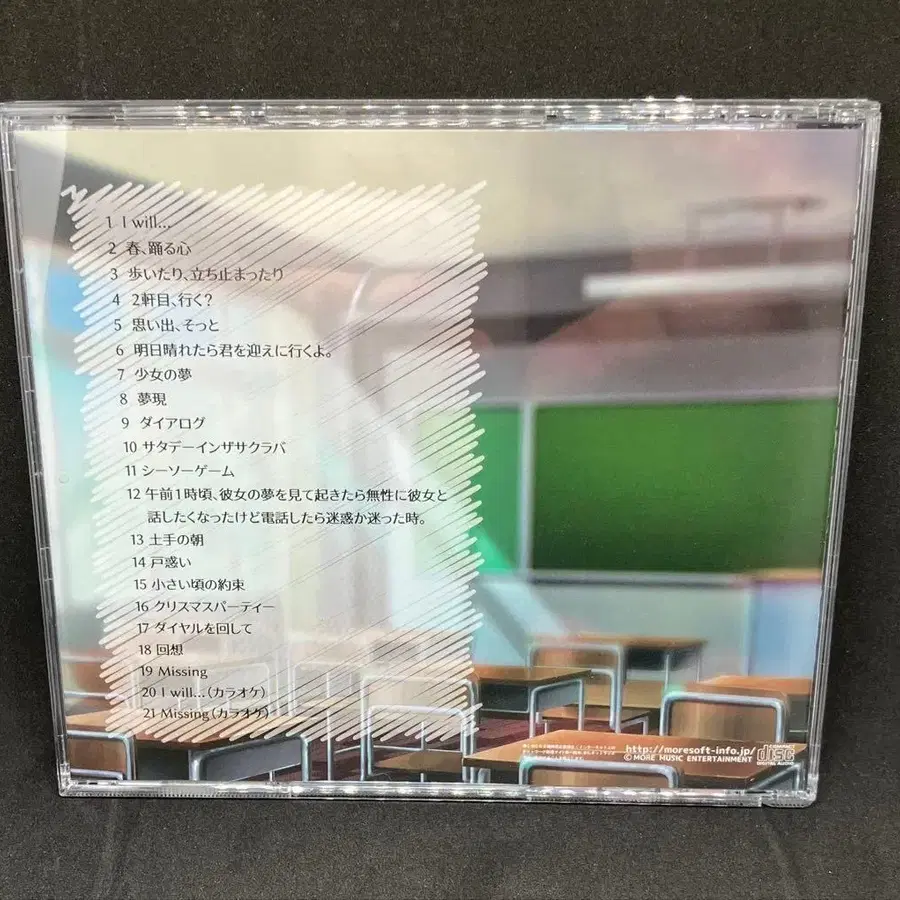 1 I will...
2 春、踊る心
3 歩いたり、立ち止まったり
4 2軒目、行く?
5 思い出、そっと
6 明日晴れたら君を迎えに行くよ。
7 少女の夢
8 夢現
9 ダイアログ
10 サタデーインザサクラバ
11 シーソーゲーム
12 午前1時頃、彼女の夢を見て起きたら無性に彼女と
話したくなったけど電話したら迷惑か迷った時。
13 土手の朝
14 戸惑い
15 小さい頃の約束
16 クリスマスパーティー
17 ダイヤルを回して
18 回想
19 Missing
20 I will...(カラオケ)
21 Missing(カラオケ)
http://moresoft-info.jp/
© MORE MUSIC ENTERTAINMENT
COMPACT
disc
DIGITAL AUDIO